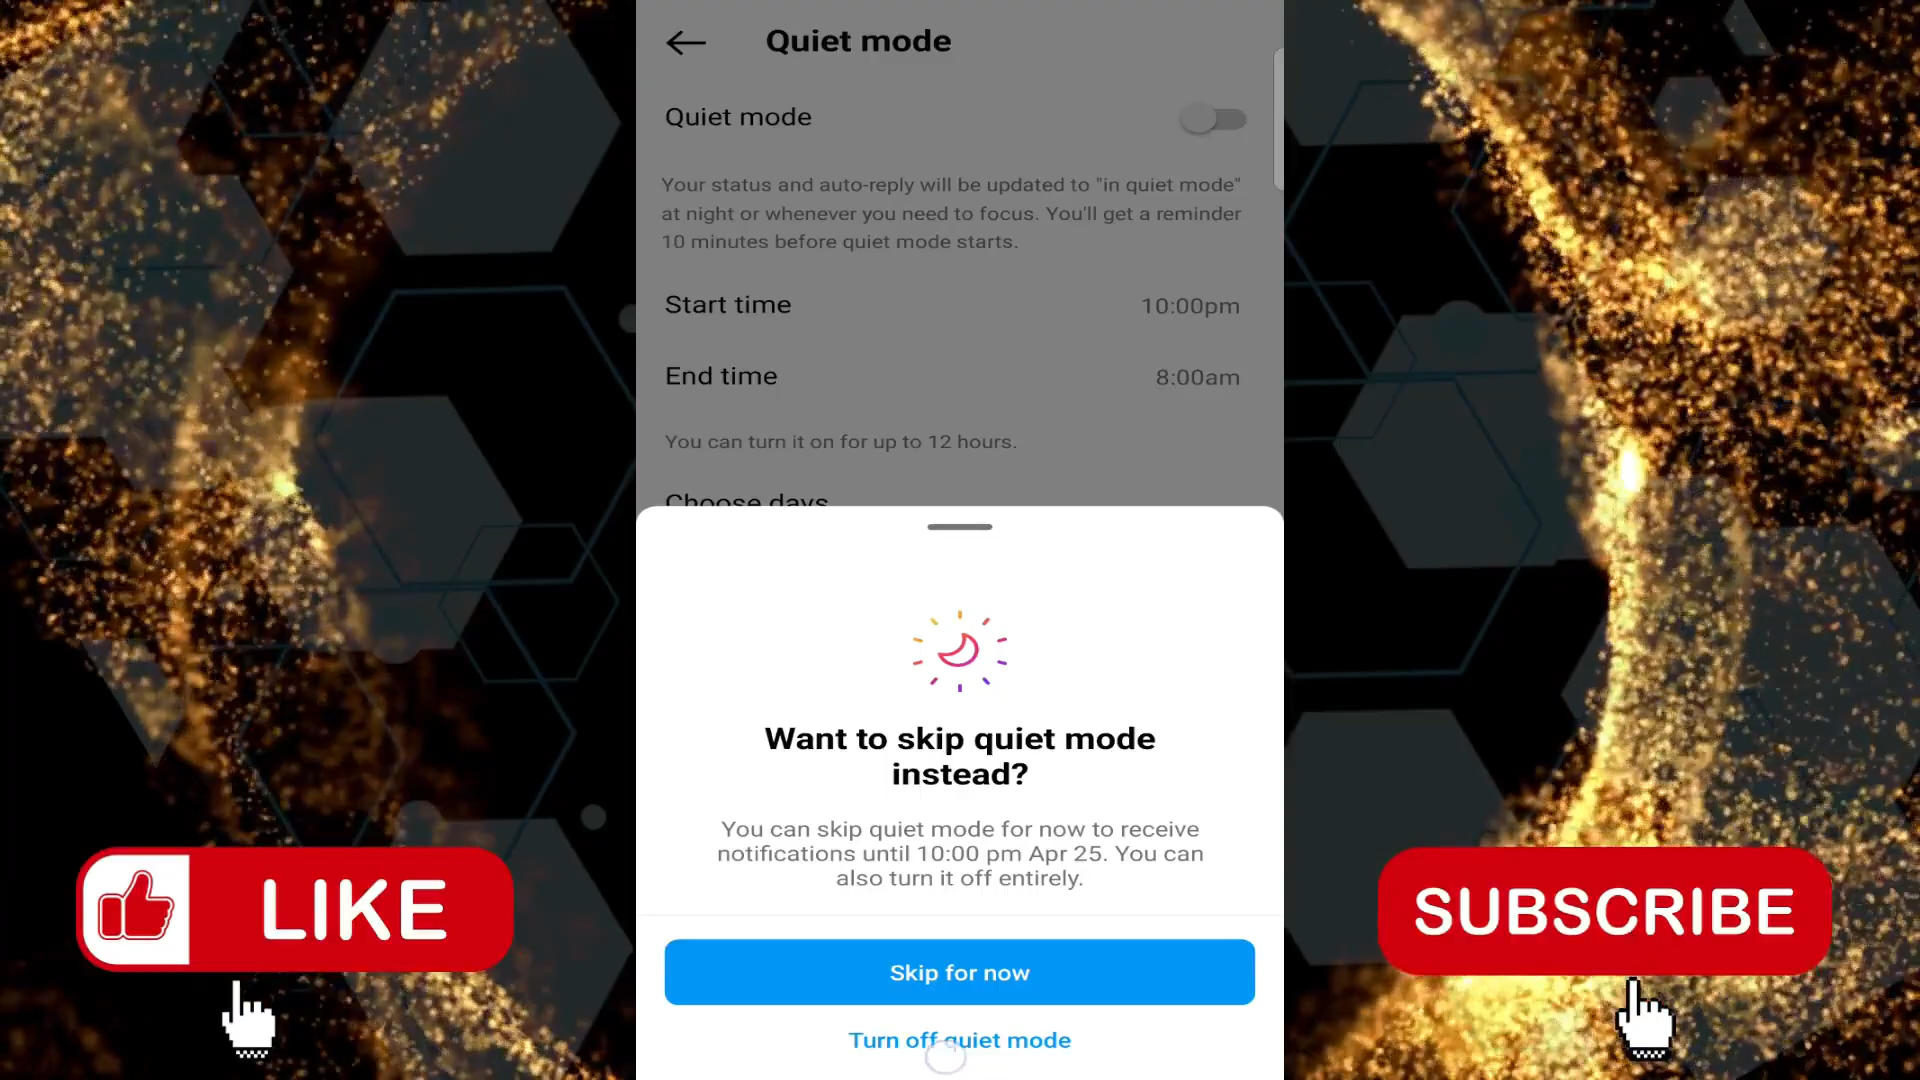 Quiet mode
Quiet mode
Your status and auto-reply will be updated to "in quiet mode"
at night or whenever you need to focus. You'll get a reminder
10 minutes before quiet mode starts.
Start time 10:00pm
End time 8:00am
You can turn it on for up to 12 hours.
Choose days
Want to skip quiet mode
instead?
You can skip quiet mode for now to receive
notifications until 10:00 pm Apr 25. You can
also turn it off entirely.
Skip for now
Turn off quiet mode
LIKE
SUBSCRIBE